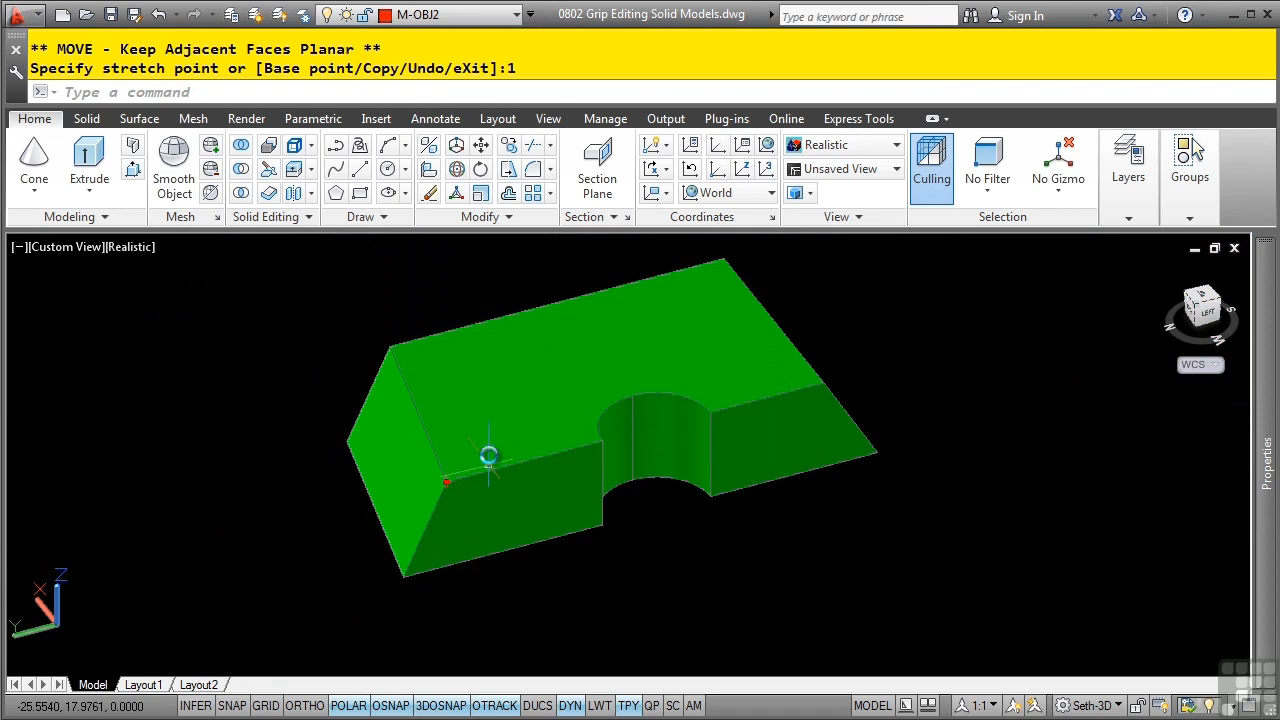 M-OBJ2
0802 Grip Editing Solid Models.dwg
Type a keyword or phrase
Sign In
** MOVE - Keep Adjacent Faces Planar **
Specify stretch point or [Base point/Copy/Undo/eXit]:1
Type a command
Home Solid Surface Mesh Render Parametric Insert Annotate Layout View Manage Output Plug-ins Online Express Tools
Cone
Extrude
Smooth
Object
Section
Plane
Realistic
Unsaved View
World
Culling
No Filter
No Gizmo
Layers
Groups
Modeling Mesh Solid Editing Draw Modify Section Coordinates View Selection
[−][Custom View][Realistic]
LEFT
N
S
WCS
Properties
Z
X
Y
Model Layout1 Layout2
-25.5540, 17.9761, 0.0000 INFER SNAP GRID ORTHO POLAR OSNAP 3DOSNAP OTRACK DUCS DYN LWT TPY QP SC AM MODEL 1:1 Seth-3D